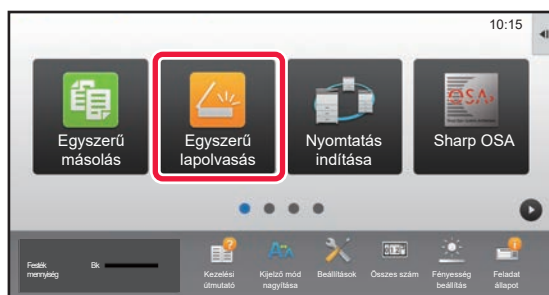 10:15
Egyszerű
másolás
Egyszerű
lapolvasás
Nyomtatás
indítása
OSA
Sharp OSA
Festék
mennyiség
Bk
Kezelési
útmutató
Kijelző mód
nagyítása
Beállítások
Összes szám
Fényesség
beállítás
Feladat
állapot